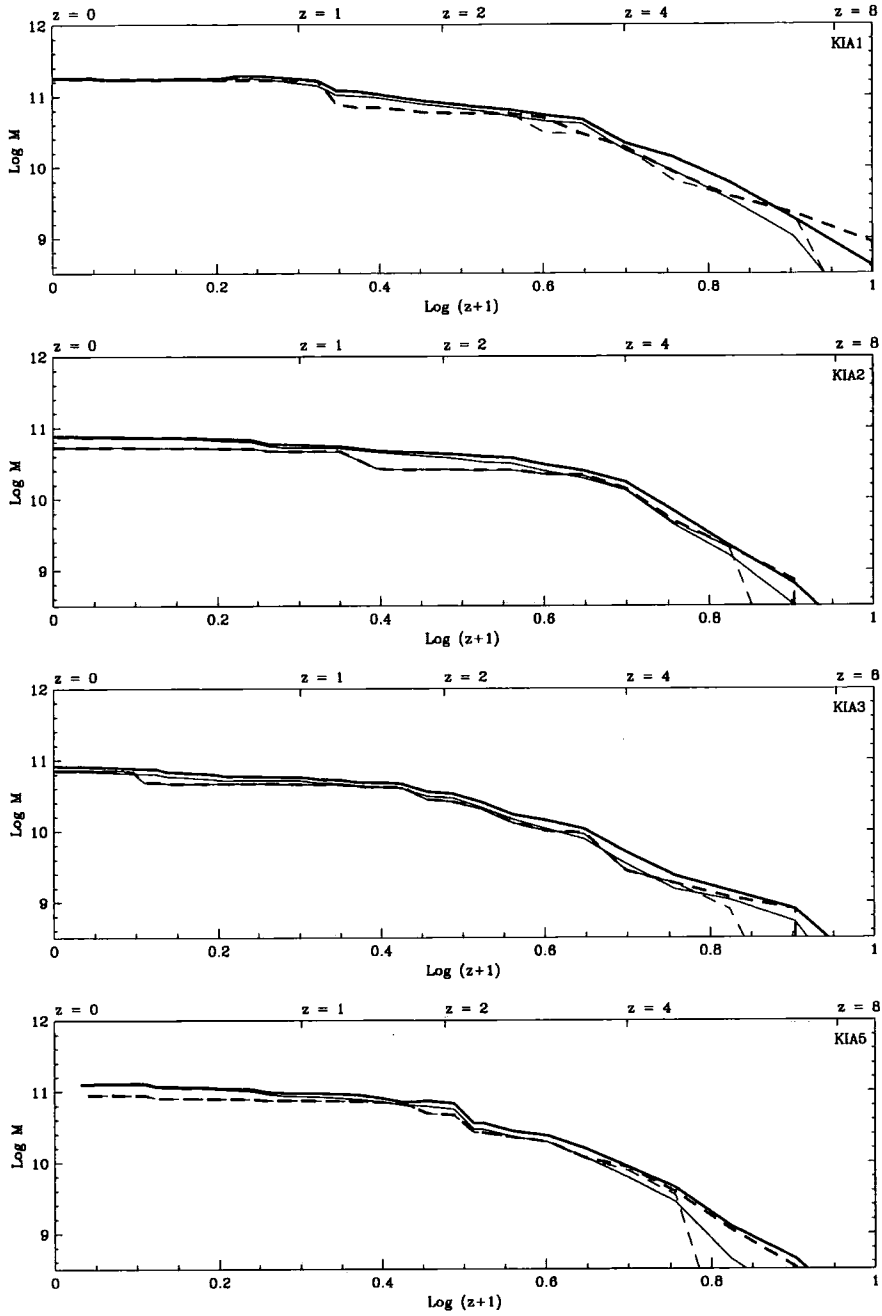 z = 0 z = 1 z = 2 z = 4 z = 8
12
KIA1
11
Log M
10
9
0 0.2 0.4 0.6 0.8 1
Log (z+1)
z = 0 z = 1 z = 2 z = 4 z = 8
12
KIA2
11
Log M
10
9
0 0.2 0.4 0.6 0.8 1
Log (z+1)
z = 0 z = 1 z = 2 z = 4 z = 8
12
KIA3
11
Log M
10
9
0 0.2 0.4 0.6 0.8 1
Log (z+1)
z = 0 z = 1 z = 2 z = 4 z = 8
12
KIA5
11
Log M
10
9
0 0.2 0.4 0.6 0.8 1
Log (z+1)